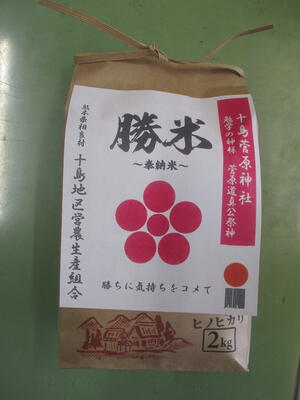 十島菅原神社
勉学の神様 菅原道真公祭神
勝米
~奉納米~
熊本県相良村
十島地区営農生産組合
勝ちに気持ちをコメて
ヒノヒカリ
2kg